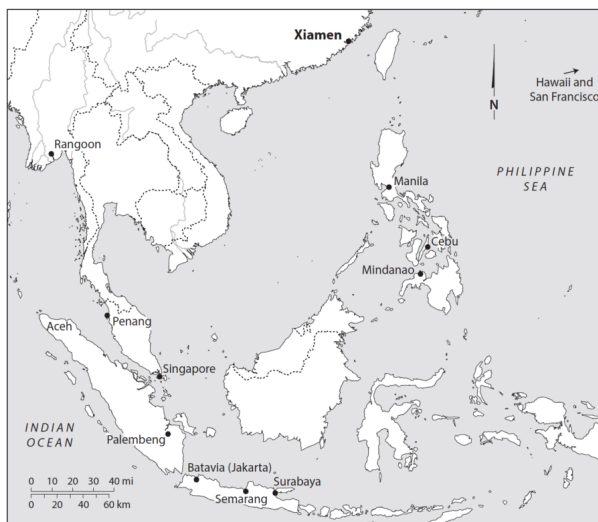 Xiamen
Hawaii and
San Francisco
N
Rangoon
PHILIPPINE
SEA
Manila
Cebu
Mindanao
Aceh
Penang
Singapore
INDIAN
OCEAN
Palembeng
Batavia (Jakarta)
Surabaya
Semarang
0 10 20 30 40 mi
0 20 40 60 km